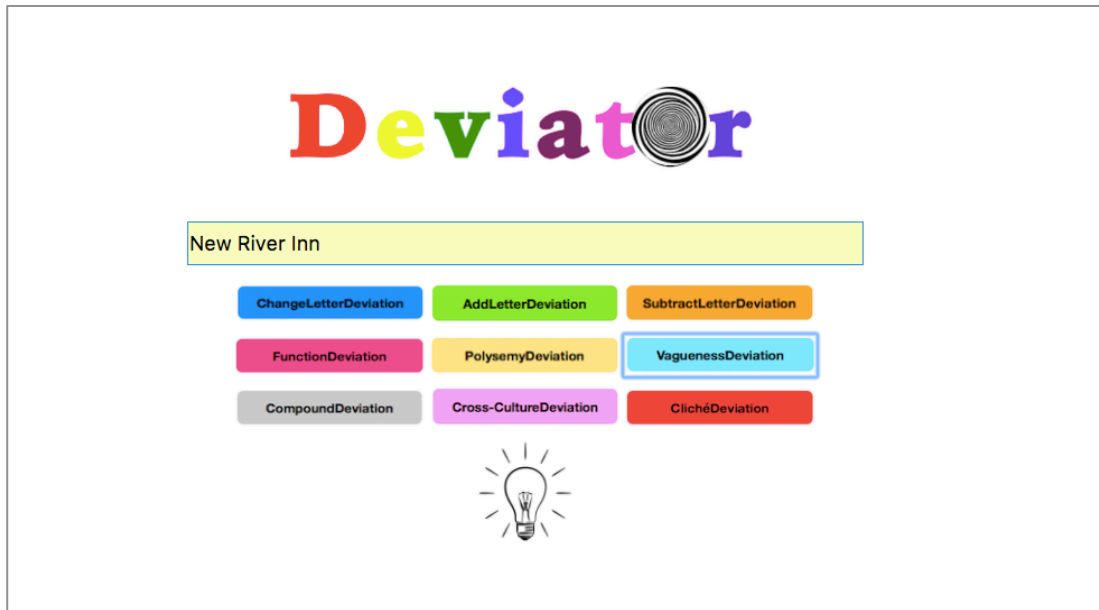 Deviator
New River Inn
ChangeLetterDeviation AddLetterDeviation SubtractLetterDeviation
FunctionDeviation PolysemyDeviation VaguenessDeviation
CompoundDeviation Cross-CultureDeviation ClichéDeviation